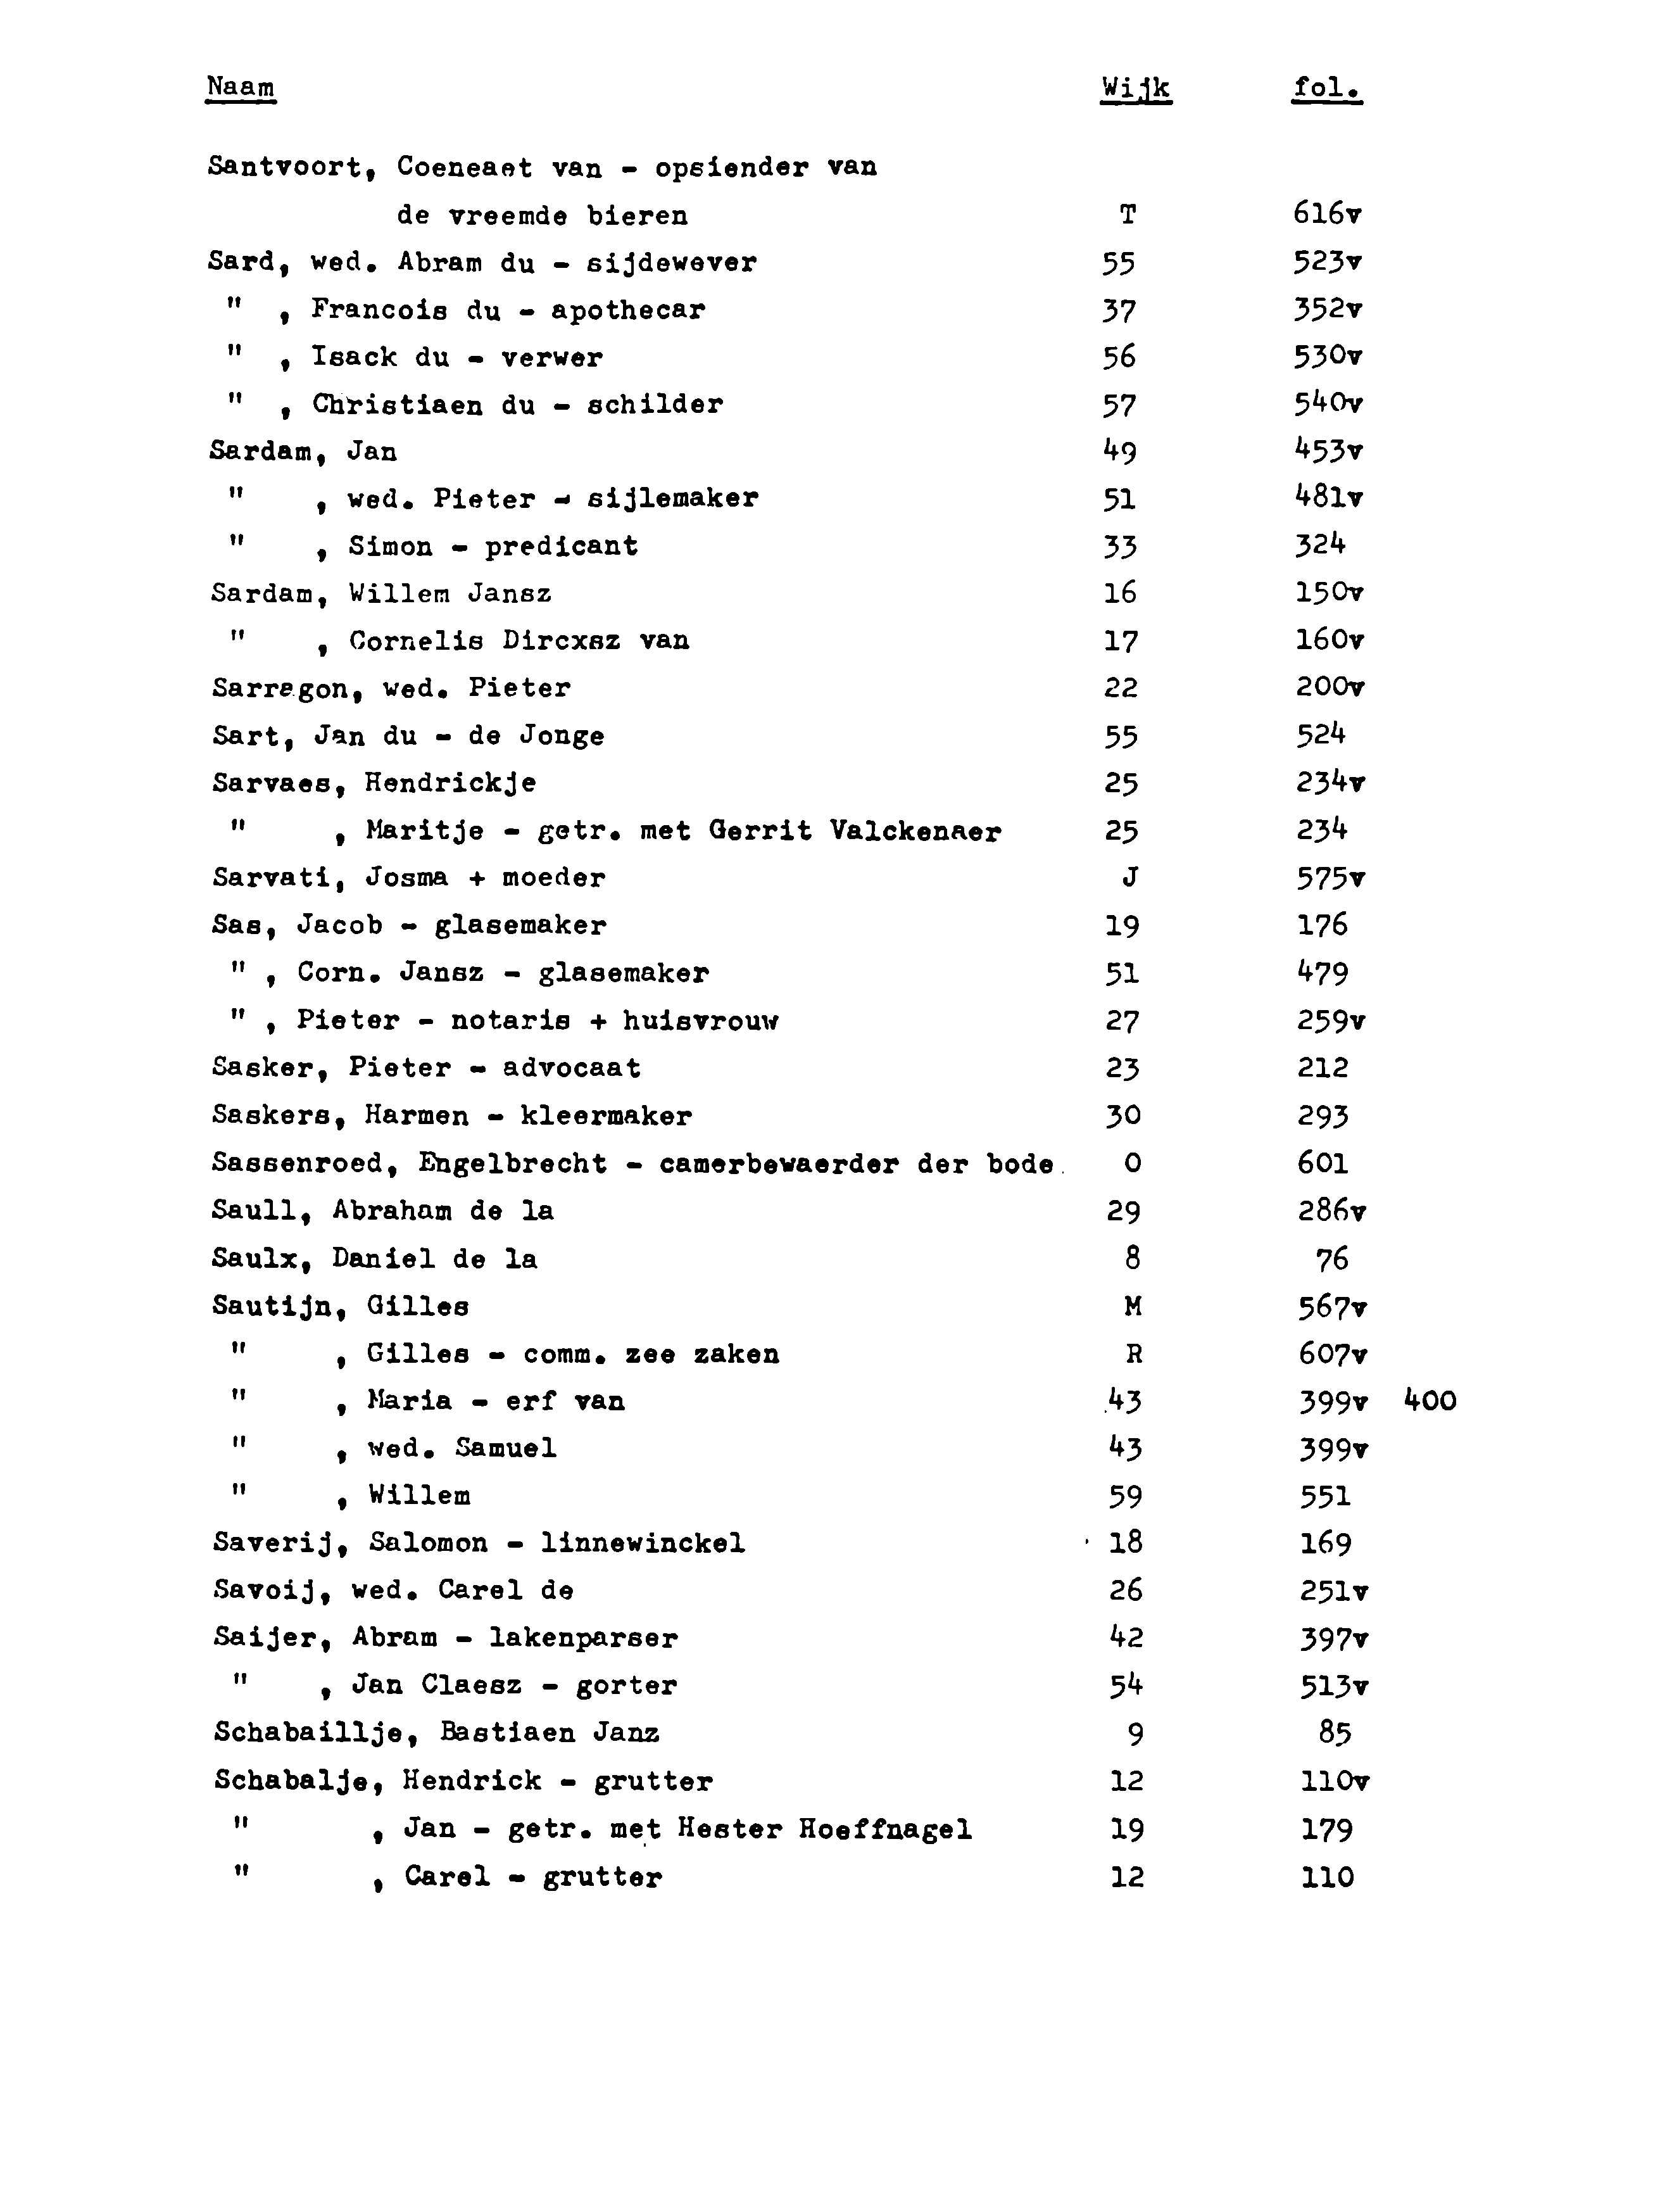 Naam Wijk fol.
Santvoort, Coeneaet van - opsiender van
de vreemde bieren T 616v
Sard, wed. Abram du - sijdewever 55 523v
" , Francois du - apothecar 37 352v
" , Isack du - verwer 56 530v
" , Christiaen du - schilder 57 540v
Sardam, Jan 49 453v
" , wed. Pieter - sijlemaker 51 481v
" , Simon - predicant 33 324
Sardam, Willem Jansz 16 150v
" , Cornelis Dircxsz van 17 160v
Sarragon, wed. Pieter 22 200v
Sart, Jan du - de Jonge 55 524
Sarvaes, Hendrickje 25 234v
" , Maritje - getr. met Gerrit Valckenaer 25 234
Sarvati, Josma + moeder J 575v
Sas, Jacob - glasemaker 19 176
" , Corn. Jansz - glasemaker 51 479
" , Pieter - notaris + huisvrouw 27 259v
Sasker, Pieter - advocaat 23 212
Saskers, Harmen - kleermaker 30 293
Sassenroed, Engelbrecht - camerbewaerder der bode O 601
Saull, Abraham de la 29 286v
Saulx, Daniel de la 8 76
Sautijn, Gilles M 567v
" , Gilles - comm. zee zaken R 607v
" , Maria - erf van 43 399v 400
" , wed. Samuel 43 399v
" , Willem 59 551
Saverij, Salomon - linnewinckel 18 169
Savoij, wed. Carel de 26 251v
Saijer, Abram - lakenparser 42 397v
" , Jan Claesz - gorter 54 513v
Schabaillje, Bastiaen Janz 9 85
Schabalje, Hendrick - grutter 12 110v
" , Jan - getr. met Hester Hoeffnagel 19 179
" , Carel - grutter 12 110